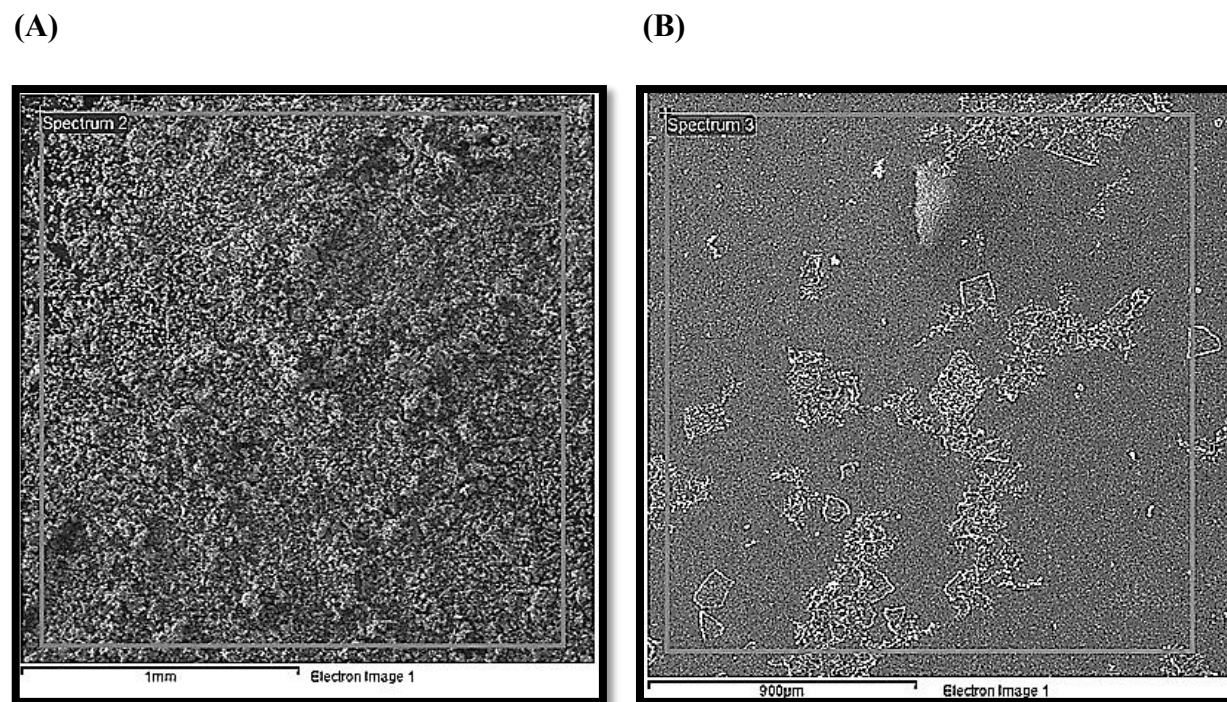 (A)
(B)
Spectrum 2
Spectrum 3
1mm
Electron Image 1
900µm
Electron Image 1